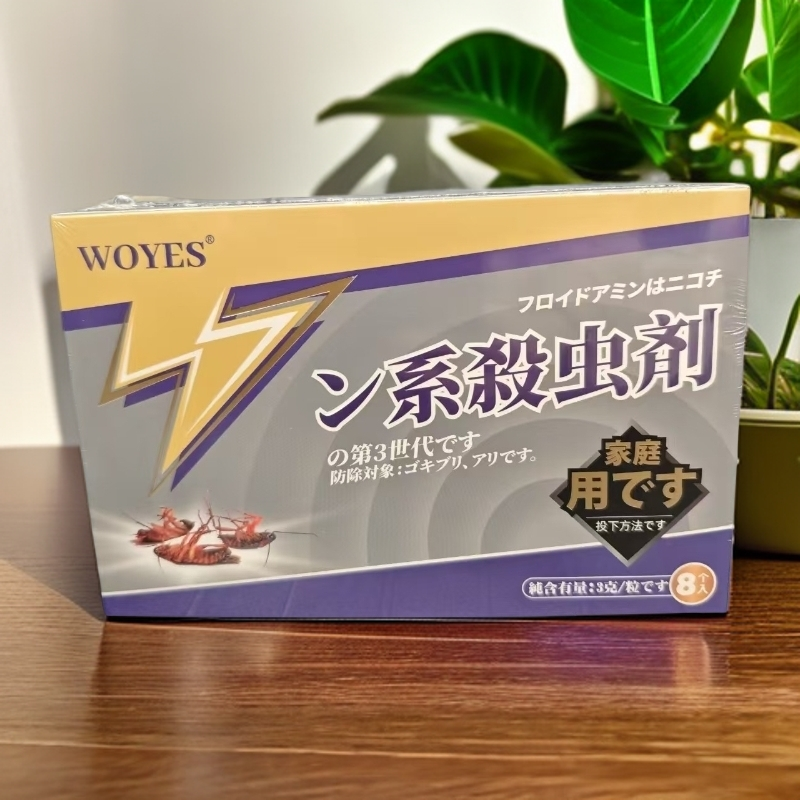 WOYES®
フロイドアミンはニコチ
ン系殺虫剤
の第3世代です
防除対象:ゴキブリ、アリです。
家庭
用です
投下方法です
純含有量:3克/粒です
8个入